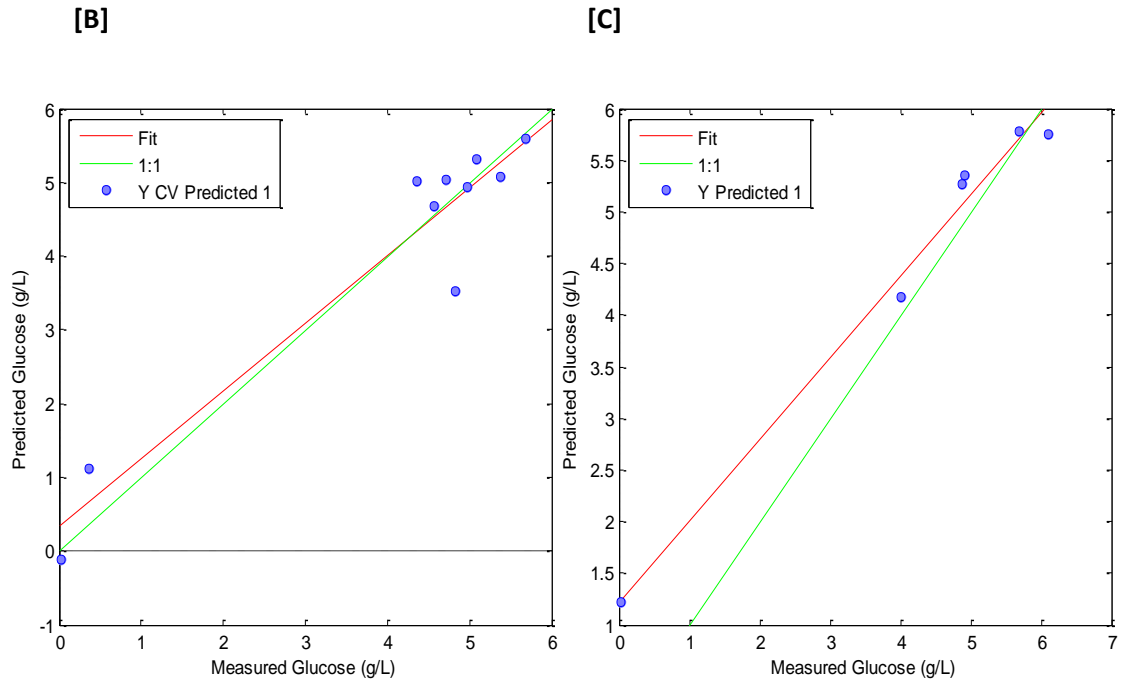 [B]
[C]
6
5
4
3
2
1
0
-1
Predicted Glucose (g/L)
Fit
1:1
Y CV Predicted 1
0 1 2 3 4 5 6
Measured Glucose (g/L)
6
5.5
5
4.5
4
3.5
3
2.5
2
1.5
1
Predicted Glucose (g/L)
Fit
1:1
Y Predicted 1
0 1 2 3 4 5 6 7
Measured Glucose (g/L)